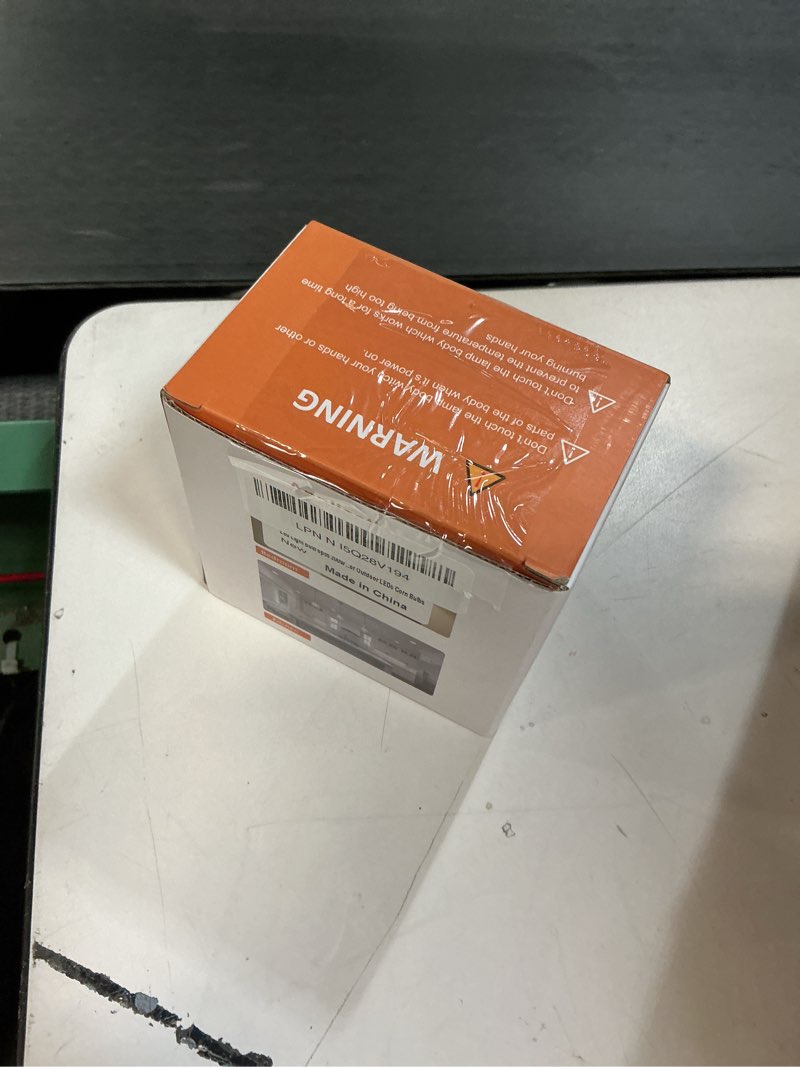 WARNING
Don't touch the lamp body witch your hands or other
parts of the body when it's power on.
Don't touch the lamp body which works for a long time
to prevent the temperature from being too high
burning your hands
LPN N I5Q28V194
New
Made in China